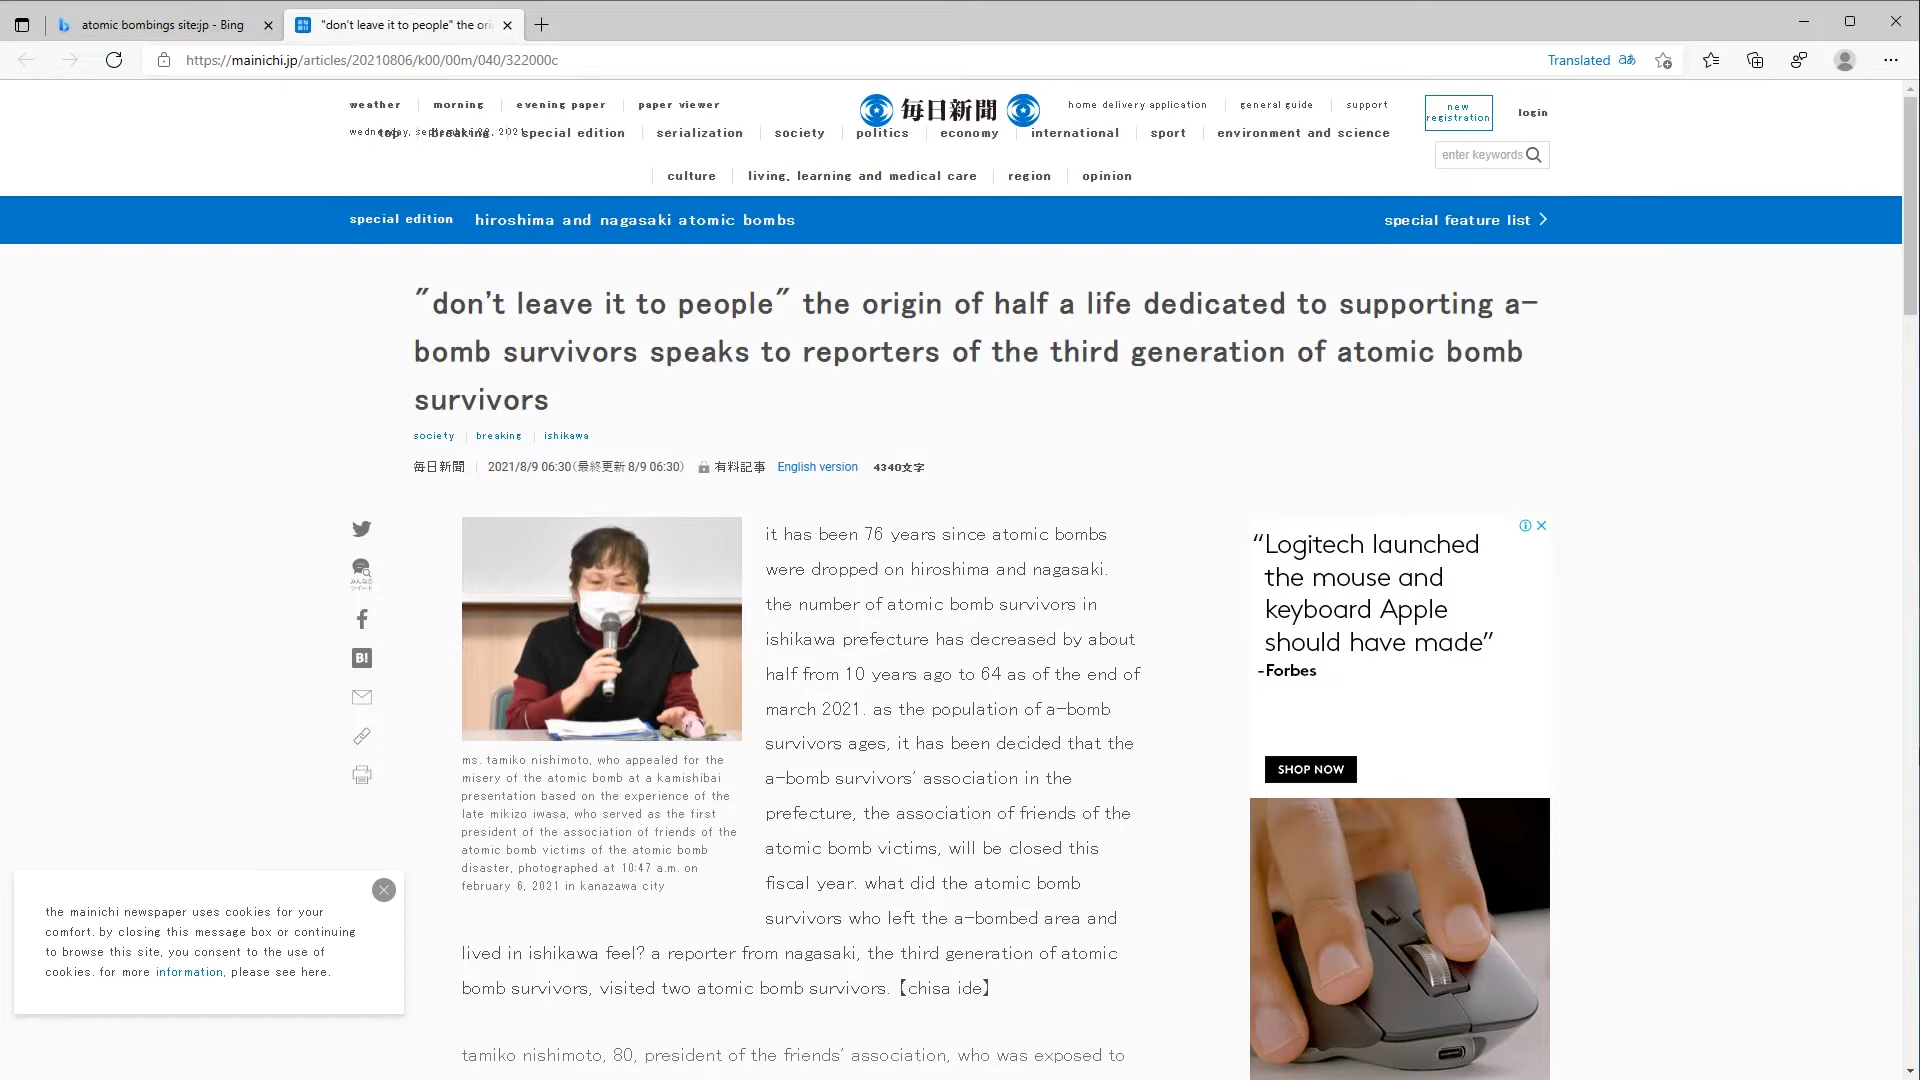 atomic bombings site:jp - Bing
"don't leave it to people" the ori
https://mainichi.jp/articles/20210806/k00/00m/040/322000c
Translated
weather morning evening paper paper viewer
毎日新聞
home delivery application general guide support
new
registration
login
wednesday, september 22, 2021
top breaking. special edition serialization society politics economy international sport environment and science
enter keywords
culture living, learning and medical care region opinion
special edition hiroshima and nagasaki atomic bombs
special feature list
"don't leave it to people" the origin of half a life dedicated to supporting a-
bomb survivors speaks to reporters of the third generation of atomic bomb
survivors
society breaking ishikawa
毎日新聞 2021/8/9 06:30(最終更新 8/9 06:30) 有料記事 English version 4340文字
みんなの
ツイート
B!
ms. tamiko nishimoto, who appealed for the
misery of the atomic bomb at a kamishibai
presentation based on the experience of the
late mikizo iwasa, who served as the first
president of the association of friends of the
atomic bomb victims of the atomic bomb
disaster, photographed at 10:47 a.m. on
february 6, 2021 in kanazawa city
it has been 76 years since atomic bombs
were dropped on hiroshima and nagasaki.
the number of atomic bomb survivors in
ishikawa prefecture has decreased by about
half from 10 years ago to 64 as of the end of
march 2021. as the population of a-bomb
survivors ages, it has been decided that the
a-bomb survivors' association in the
prefecture, the association of friends of the
atomic bomb victims, will be closed this
fiscal year. what did the atomic bomb
survivors who left the a-bombed area and
lived in ishikawa feel? a reporter from nagasaki, the third generation of atomic
bomb survivors, visited two atomic bomb survivors.【chisa ide】
tamiko nishimoto, 80, president of the friends' association, who was exposed to
"Logitech launched
the mouse and
keyboard Apple
should have made"
-Forbes
SHOP NOW
the mainichi newspaper uses cookies for your
comfort. by closing this message box or continuing
to browse this site, you consent to the use of
cookies. for more information, please see here.